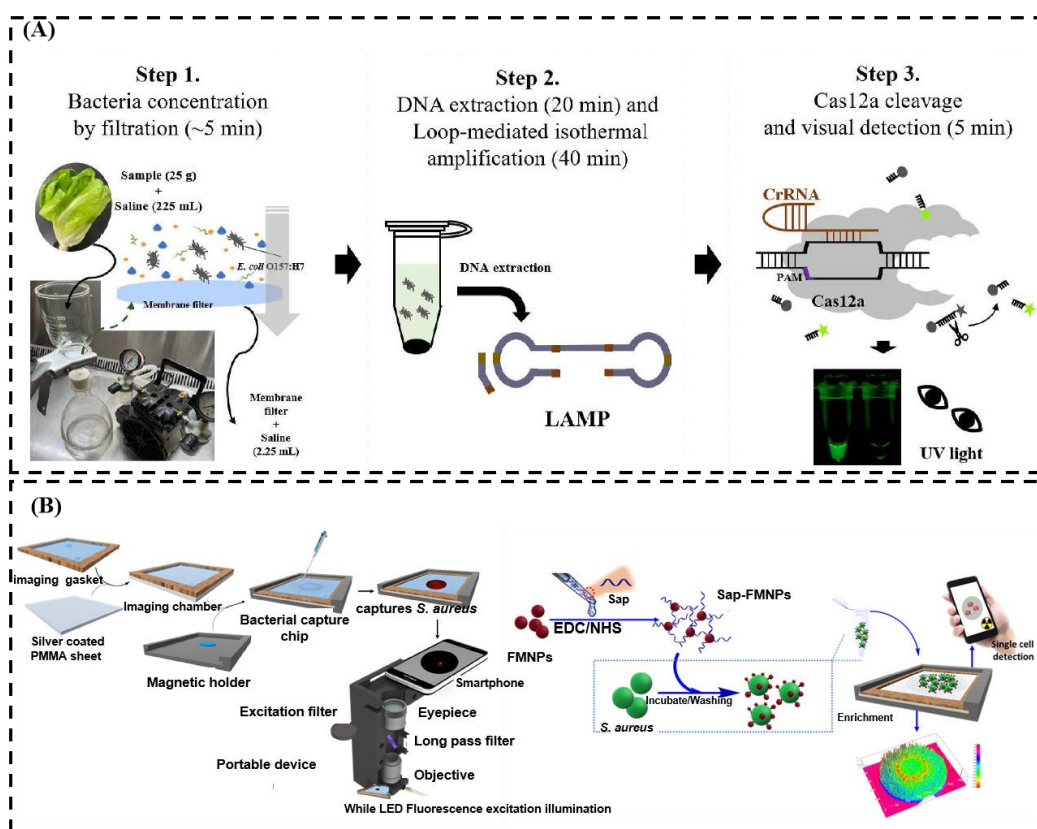 (A)
Step 1.
Bacteria concentration
by filtration (~5 min)
Sample (25 g)
+
Saline (225 mL)
E. coli O157:H7
Membrane filter
Membrane
filter
+
Saline
(2.25 mL)
Step 2.
DNA extraction (20 min) and
Loop-mediated isothermal
amplification (40 min)
DNA extraction
LAMP
Step 3.
Cas12a cleavage
and visual detection (5 min)
CrRNA
PAM
Cas12a
UV light
(B)
imaging gasket
Silver coated
PMMA sheet
Imaging chamber
Magnetic holder
Bacterial capture
chip
captures S. aureus
Smartphone
Excitation filter
Eyepiece
Long pass filter
Portable device
Objective
While LED Fluorescence excitation illumination
FMNPs
Sap
EDC/NHS
Sap-FMNPs
S. aureus
Incubate/Washing
Enrichment
Single cell
detection